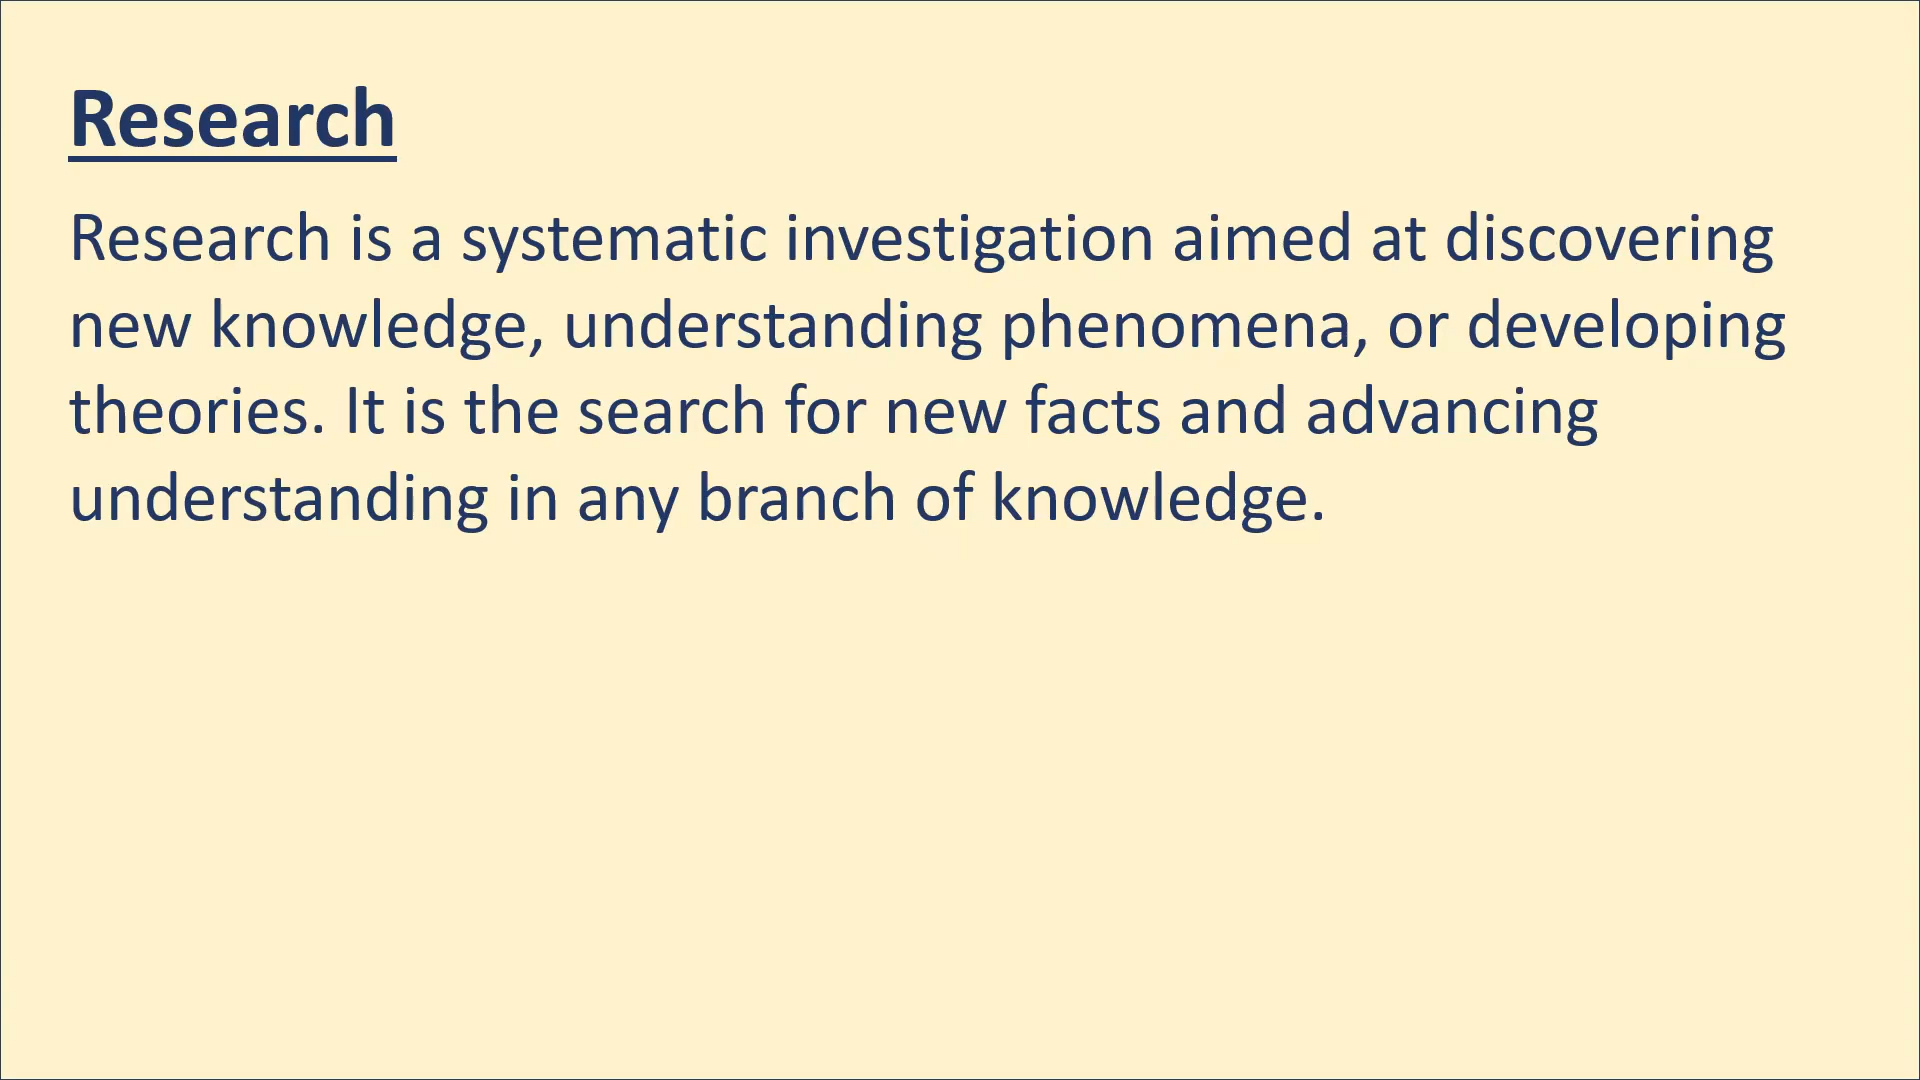 Research
Research is a systematic investigation aimed at discovering
new knowledge, understanding phenomena, or developing
theories. It is the search for new facts and advancing
understanding in any branch of knowledge.